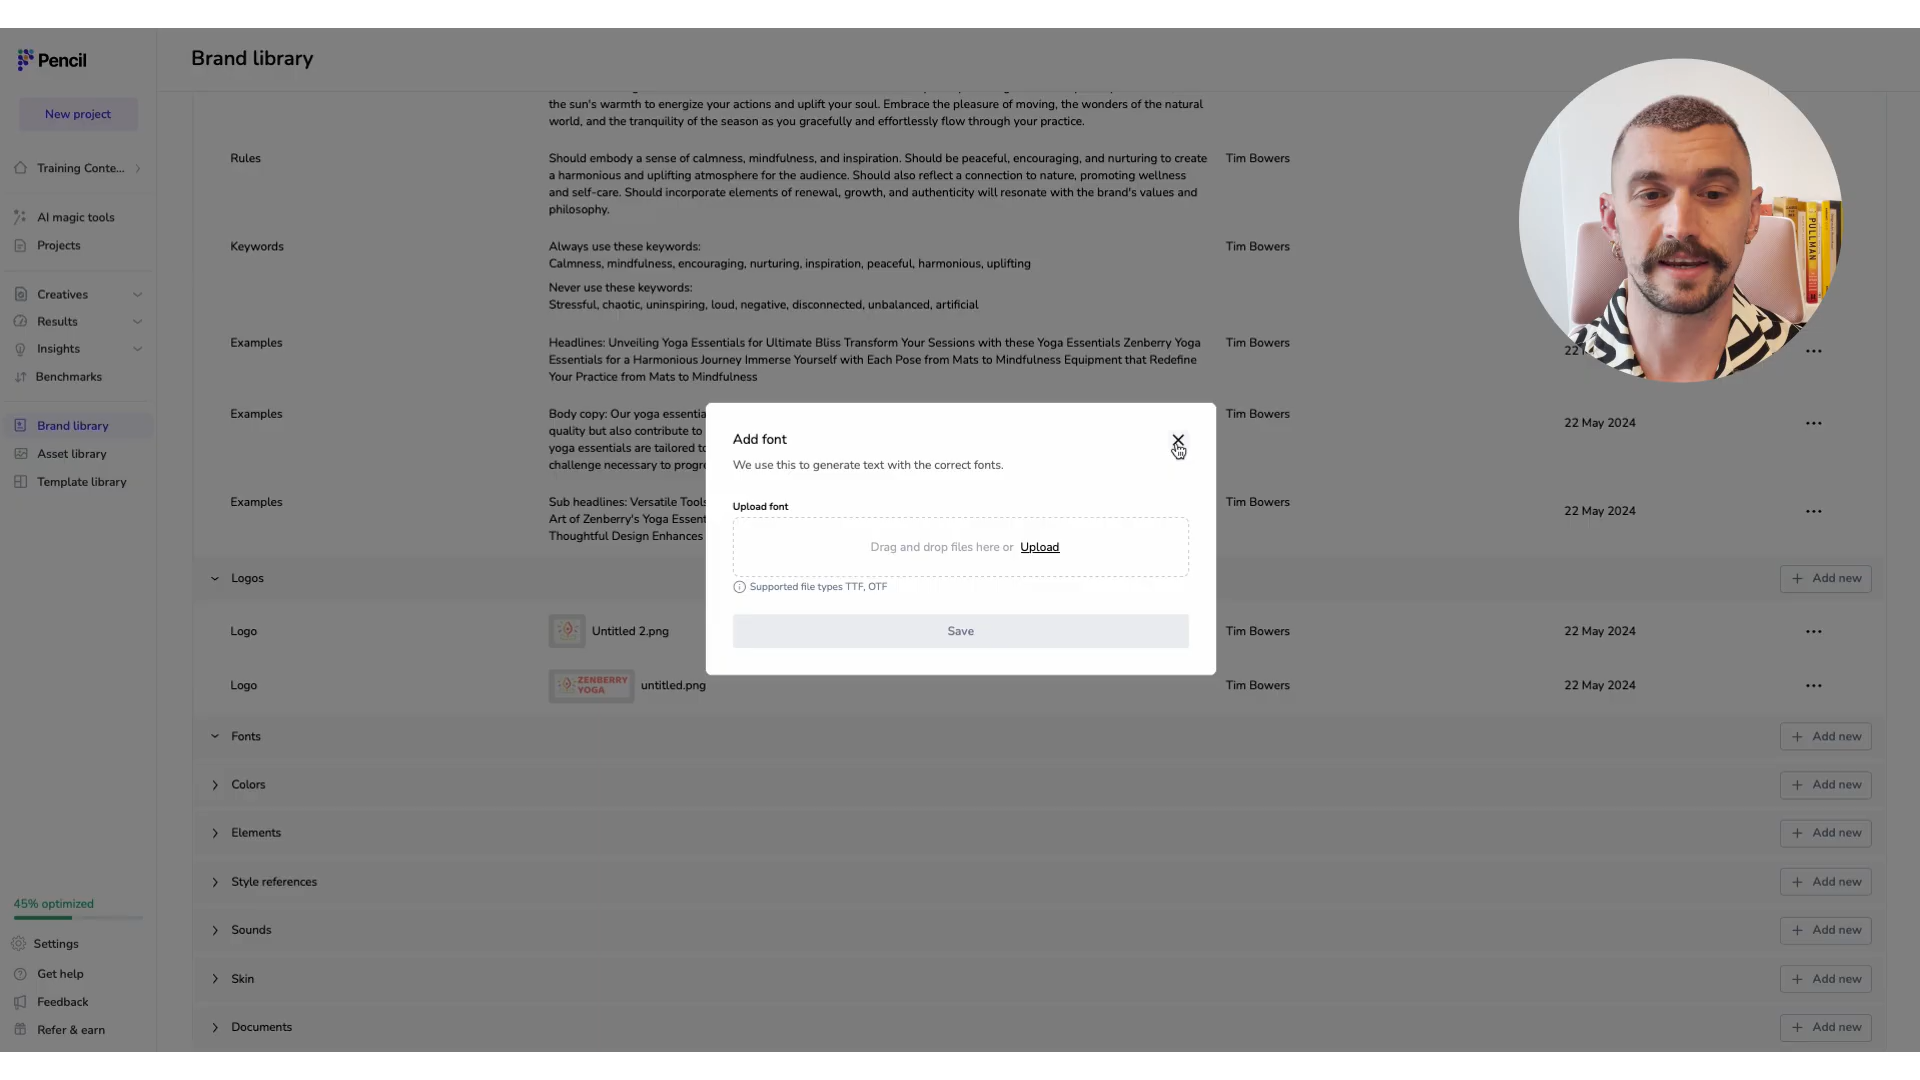 Pencil
Brand library
New project
Training Conte...
AI magic tools
Projects
Creatives
Results
Insights
Benchmarks
Brand library
Asset library
Template library
45% optimized
Settings
Get help
Feedback
Refer & earn
the sun's warmth to energize your actions and uplift your soul. Embrace the pleasure of moving, the wonders of the natural
world, and the tranquility of the season as you gracefully and effortlessly flow through your practice.
Rules
Should embody a sense of calmness, mindfulness, and inspiration. Should be peaceful, encouraging, and nurturing to create
a harmonious and uplifting atmosphere for the audience. Should also reflect a connection to nature, promoting wellness
and self-care. Should incorporate elements of renewal, growth, and authenticity will resonate with the brand's values and
philosophy.
Tim Bowers
Keywords
Always use these keywords:
Calmness, mindfulness, encouraging, nurturing, inspiration, peaceful, harmonious, uplifting
Never use these keywords:
Stressful, chaotic, uninspiring, loud, negative, disconnected, unbalanced, artificial
Tim Bowers
Examples
Headlines: Unveiling Yoga Essentials for Ultimate Bliss Transform Your Sessions with these Yoga Essentials Zenberry Yoga
Essentials for a Harmonious Journey Immerse Yourself with Each Pose from Mats to Mindfulness Equipment that Redefine
Your Practice from Mats to Mindfulness
Tim Bowers
22
Examples
Body copy: Our yoga
quality but also contribute to
yoga essentials are tailored
challenge necessary to
Tim Bowers
22 May 2024
Examples
Sub headlines: Versatile
Art of Zenberry's Yoga
Thoughtful Design Enhances
Tim Bowers
22 May 2024
Add font
We use this to generate text with the correct fonts.
Upload font
Drag and drop files here or Upload
Supported file types TTF, OTF
Save
Logos
Add new
Logo
Untitled 2.png
Tim Bowers
22 May 2024
Logo
ZENBERRY
YOGA
untitled.png
Tim Bowers
22 May 2024
Fonts
Add new
Colors
Add new
Elements
Add new
Style references
Add new
Sounds
Add new
Skin
Add new
Documents
Add new
PULLMAN